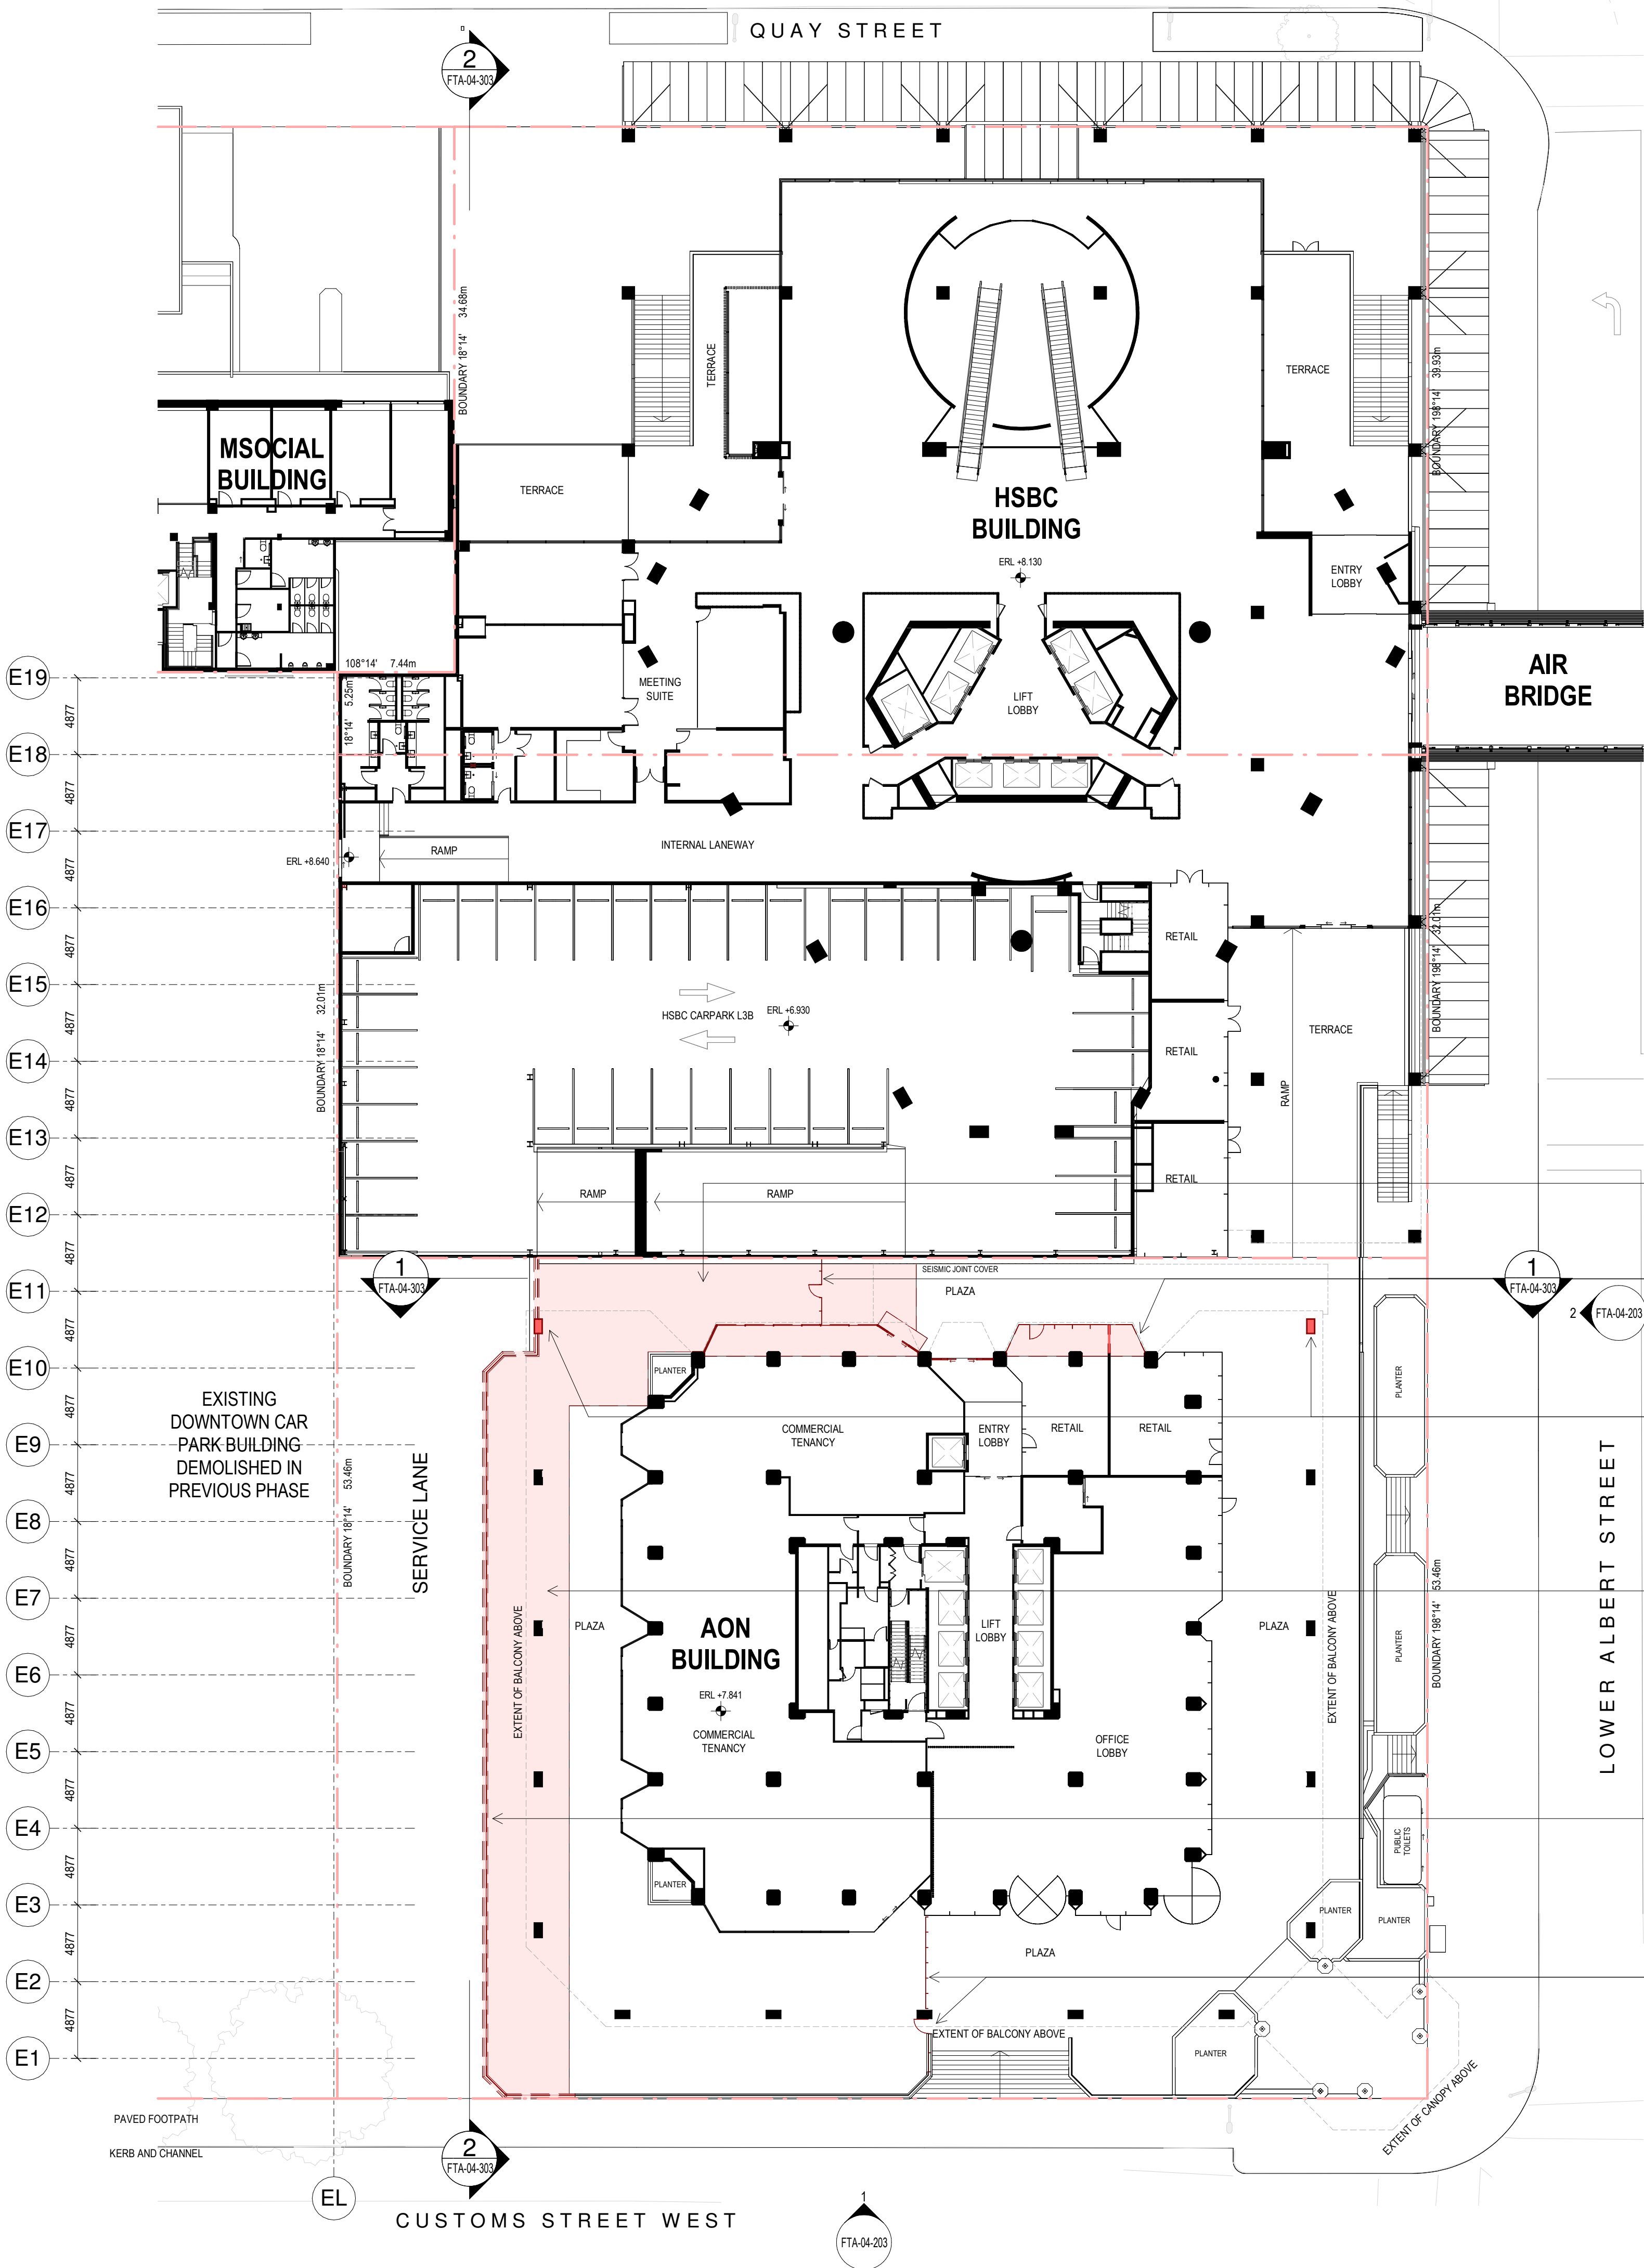 QUAY STREET
2
FTA-04-303
BOUNDARY 18°14' 34.68m
TERRACE
TERRACE
BOUNDARY 198°14' 39.93m
MSOCIAL
BUILDING
TERRACE
HSBC
BUILDING
ERL +8.130
ENTRY
LOBBY
AIR
BRIDGE
108°14' 7.44m
18°14' 5.25m
MEETING
SUITE
LIFT
LOBBY
E19
4877
E18
4877
E17
4877
E16
4877
E15
4877
E14
4877
E13
4877
E12
4877
E11
4877
E10
4877
E9
4877
E8
4877
E7
4877
E6
4877
E5
4877
E4
4877
E3
4877
E2
4877
E1
INTERNAL LANEWAY
RAMP
ERL +8.640
RETAIL
BOUNDARY 198°14' 32.01m
BOUNDARY 18°14' 32.01m
HSBC CARPARK L3B
ERL +6.930
TERRACE
RETAIL
RAMP
RETAIL
RAMP
RAMP
1
FTA-04-303
SEISMIC JOINT COVER
PLAZA
1
FTA-04-303
2
FTA-04-203
PLANTER
PLANTER
EXISTING
DOWNTOWN CAR
PARK BUILDING
DEMOLISHED IN
PREVIOUS PHASE
BOUNDARY 18°14' 53.46m
SERVICE LANE
COMMERCIAL
TENANCY
ENTRY
LOBBY
RETAIL
RETAIL
EXTENT OF BALCONY ABOVE
PLAZA
AON
BUILDING
ERL +7.841
COMMERCIAL
TENANCY
LIFT
LOBBY
OFFICE
LOBBY
PLAZA
EXTENT OF BALCONY ABOVE
PLANTER
BOUNDARY 198°14' 53.46m
LOWER ALBERT STREET
PUBLIC
TOILETS
PLANTER
PLANTER
PLANTER
PLAZA
EXTENT OF BALCONY ABOVE
PLANTER
EXTENT OF CANOPY ABOVE
PAVED FOOTPATH
KERB AND CHANNEL
2
FTA-04-303
EL
CUSTOMS STREET WEST
1
FTA-04-203